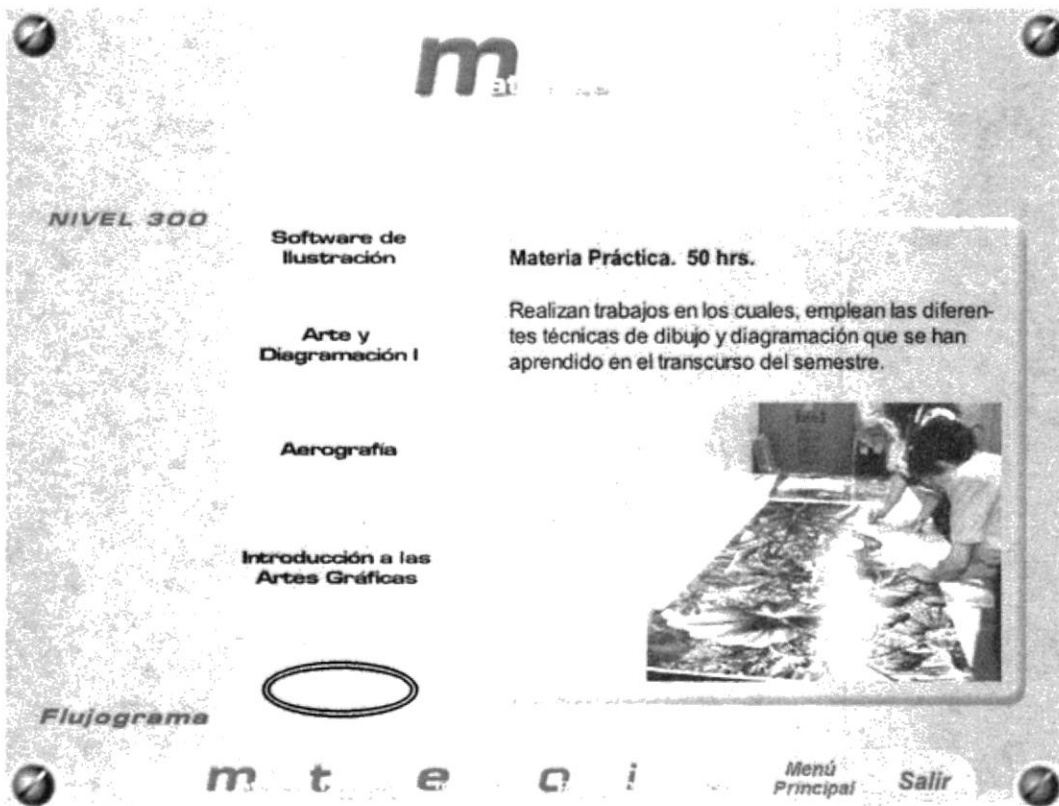 NIVEL 300
Software de
Ilustración
Arte y
Diagramación I
Aerografía
Introducción a las
Artes Gráficas
Flujograma
Materia Práctica. 50 hrs.
Realizan trabajos en los cuales, emplean las diferen-
tes técnicas de dibujo y diagramación que se han
aprendido en el transcurso del semestre.
m t e o i
Menú
Principal
Salir